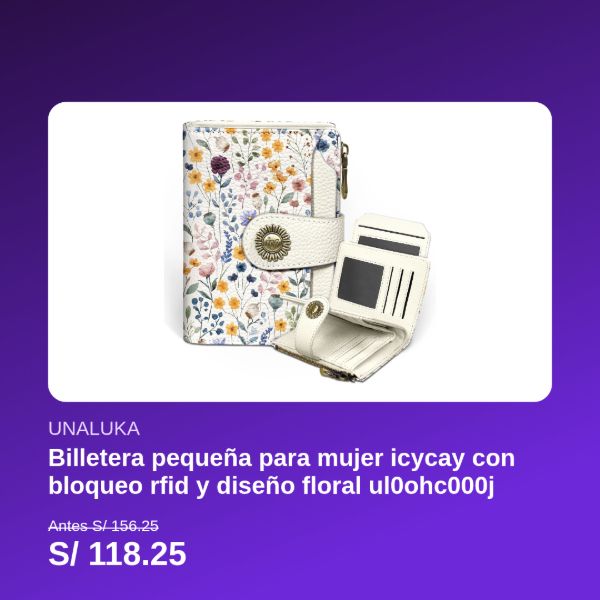 UNALUKA
Billetera pequeña para mujer icycay con
bloqueo rfid y diseño floral ul0ohc000j
Antes S/ 156.25
S/ 118.25